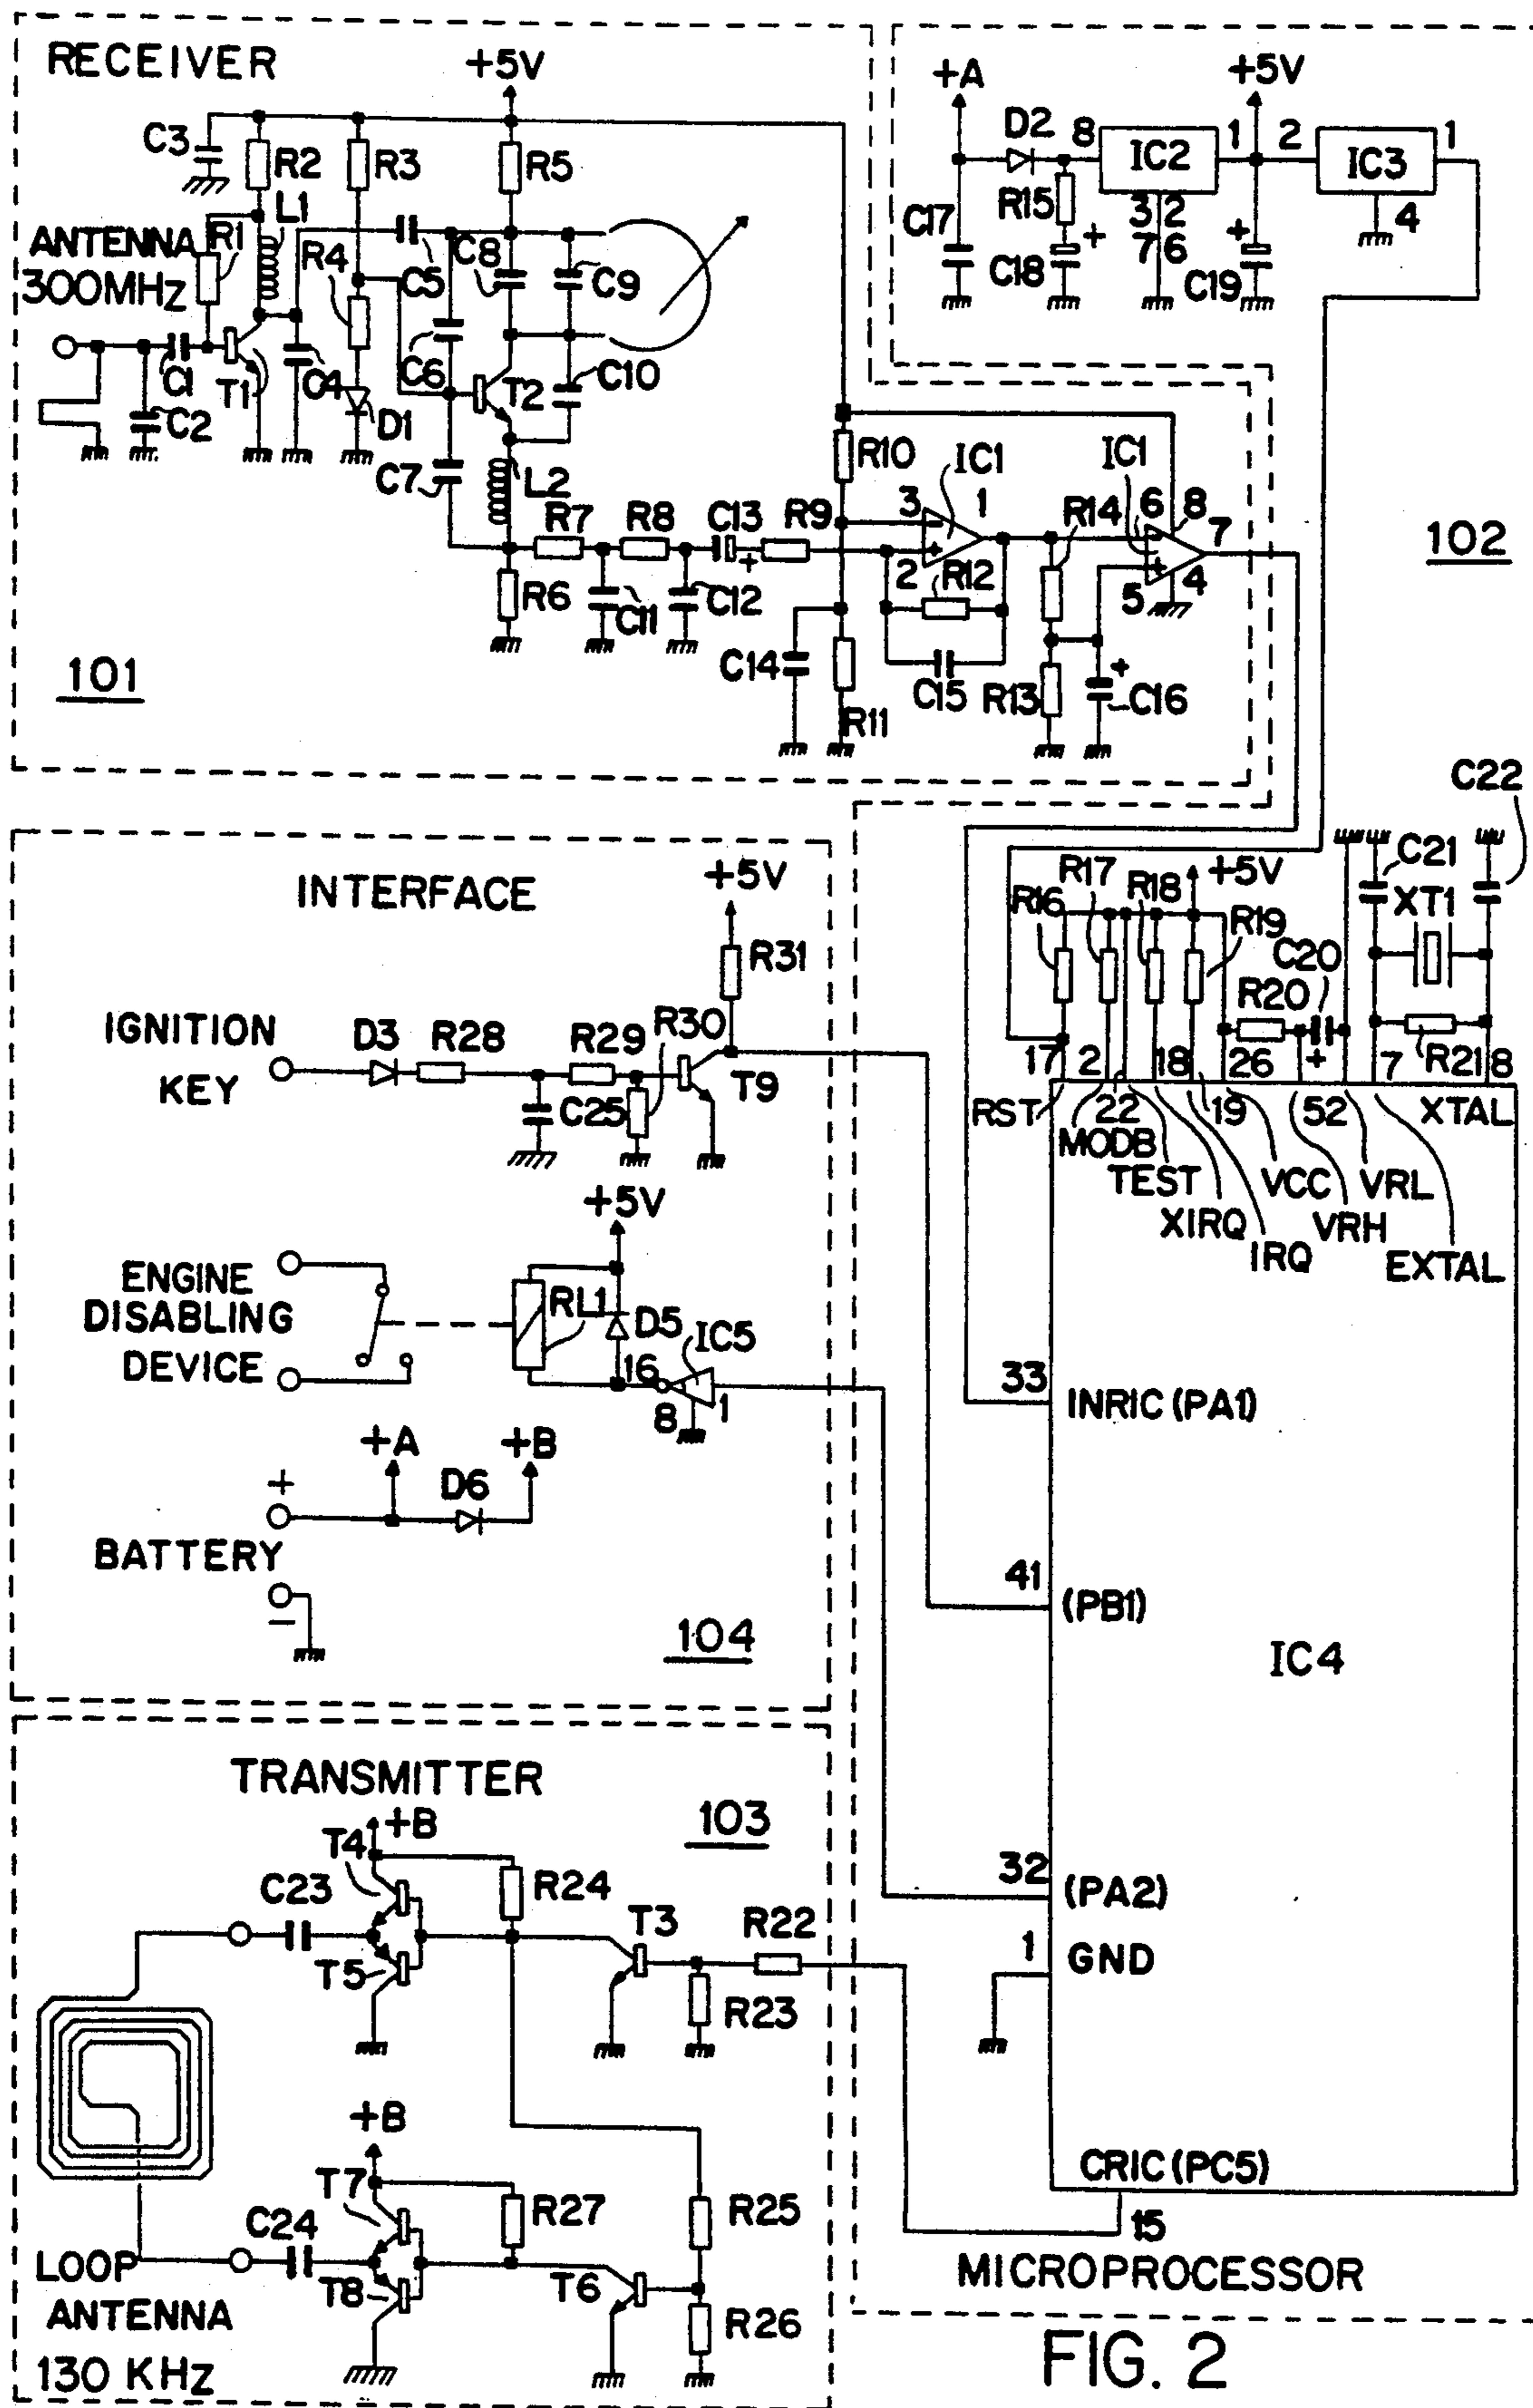 RECEIVER
+5V
C3
R2
R3
R5
L1
ANTENNA
300MHz
R1
R4
C5
C8
C9
C1
C2
T1
C4
C6
D1
T2
C10
C7
L2
R7
R8
C13
+
R9
R6
C11
C12
101
R10
IC1
3
1
2
R12
C14
C15
R11
R14
IC1
6
8
7
5
4
R13
+
C16
+A
+5V
D2
8
IC2
1
2
IC3
1
R15
3 2
7 6
4
C17
+
C18
+
C19
102
INTERFACE
+5V
R31
IGNITION
KEY
D3
R28
R29
R30
C25
T9
+5V
ENGINE
DISABLING
DEVICE
RL1
D5
IC5
16
8
1
+A
+B
+
D6
BATTERY
–
104
C22
C21
+5V
R17
R18
R16
R19
XT1
C20
R20
+
R21
17
2
18
26
7
8
RST
22
19
52
XTAL
MODB
TEST
VCC
VRL
XIRQ
VRH
IRQ
EXTAL
33
INRIC (PA1)
41
(PB1)
IC4
32
(PA2)
1
GND
CRIC (PC5)
15
MICROPROCESSOR
TRANSMITTER
103
+B
T4
C23
R24
T3
R22
T5
R23
+B
T7
R27
R25
C24
LOOP
T8
T6
ANTENNA
R26
130 KHz
FIG. 2